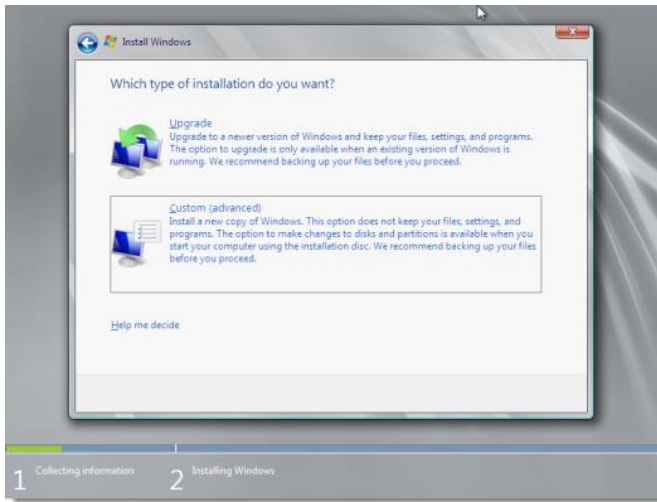 Install Windows
Which type of installation do you want?
Upgrade
Upgrade to a newer version of Windows and keep your files, settings, and programs.
The option to upgrade is only available when an existing version of Windows is
running. We recommend backing up your files before you proceed.
Custom (advanced)
Install a new copy of Windows. This option does not keep your files, settings, and
programs. The option to make changes to disks and partitions is available when you
start your computer using the installation disc. We recommend backing up your files
before you proceed.
Help me decide
1 Collecting information 2 Installing Windows